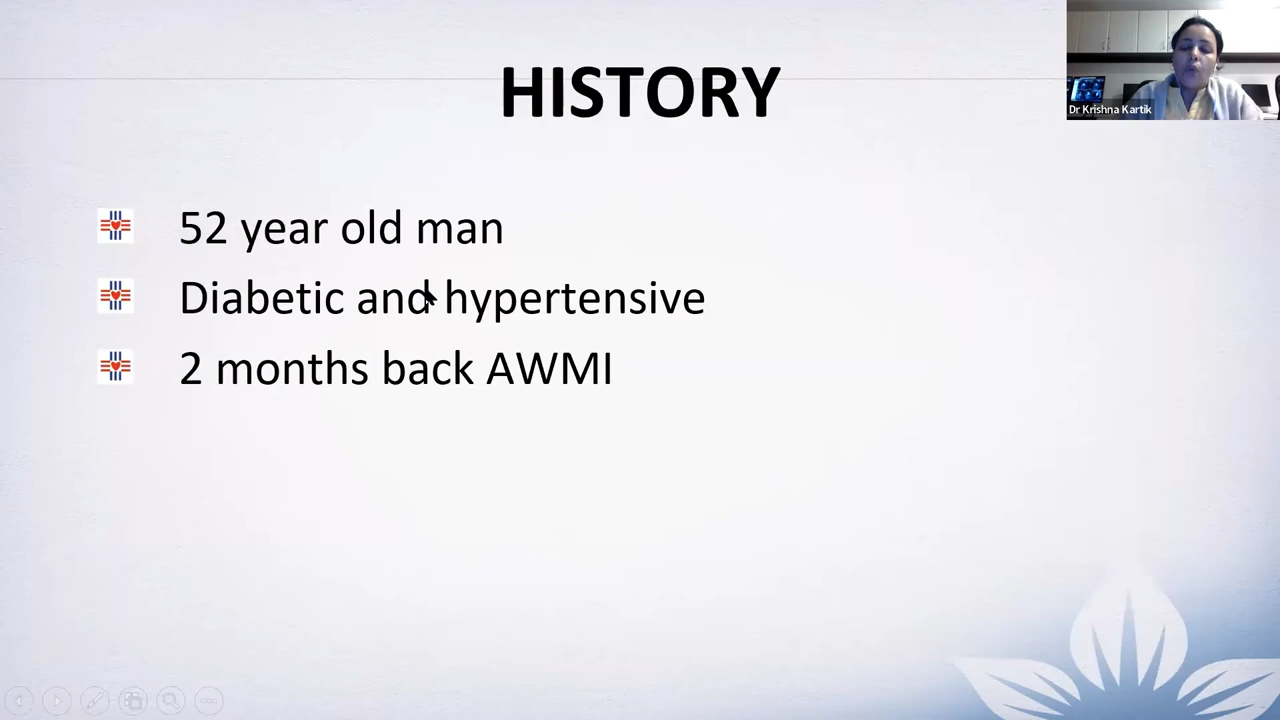 HISTORY
Dr Krishna Kartik
52 year old man
Diabetic and hypertensive
2 months back AWMI